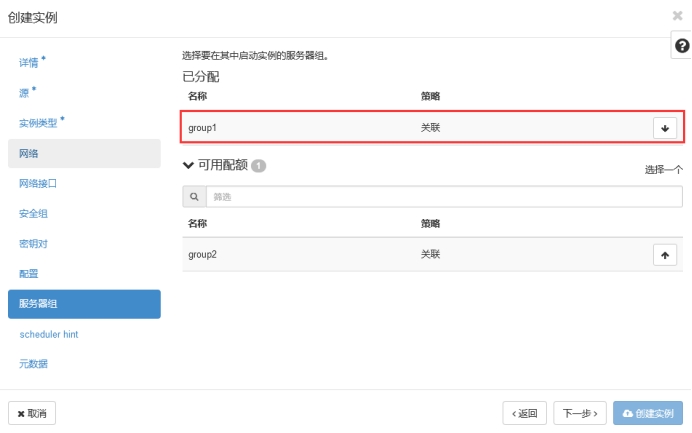 创建实例
详情 *
源 *
实例类型 *
网络
网络接口
安全组
密钥对
配置
服务器组
scheduler hint
元数据
选择要在其中启动实例的服务器组。
已分配
名称 策略
group1 关联
可用配额 1
选择一个
筛选
名称 策略
group2 关联
取消
返回
下一步
创建实例